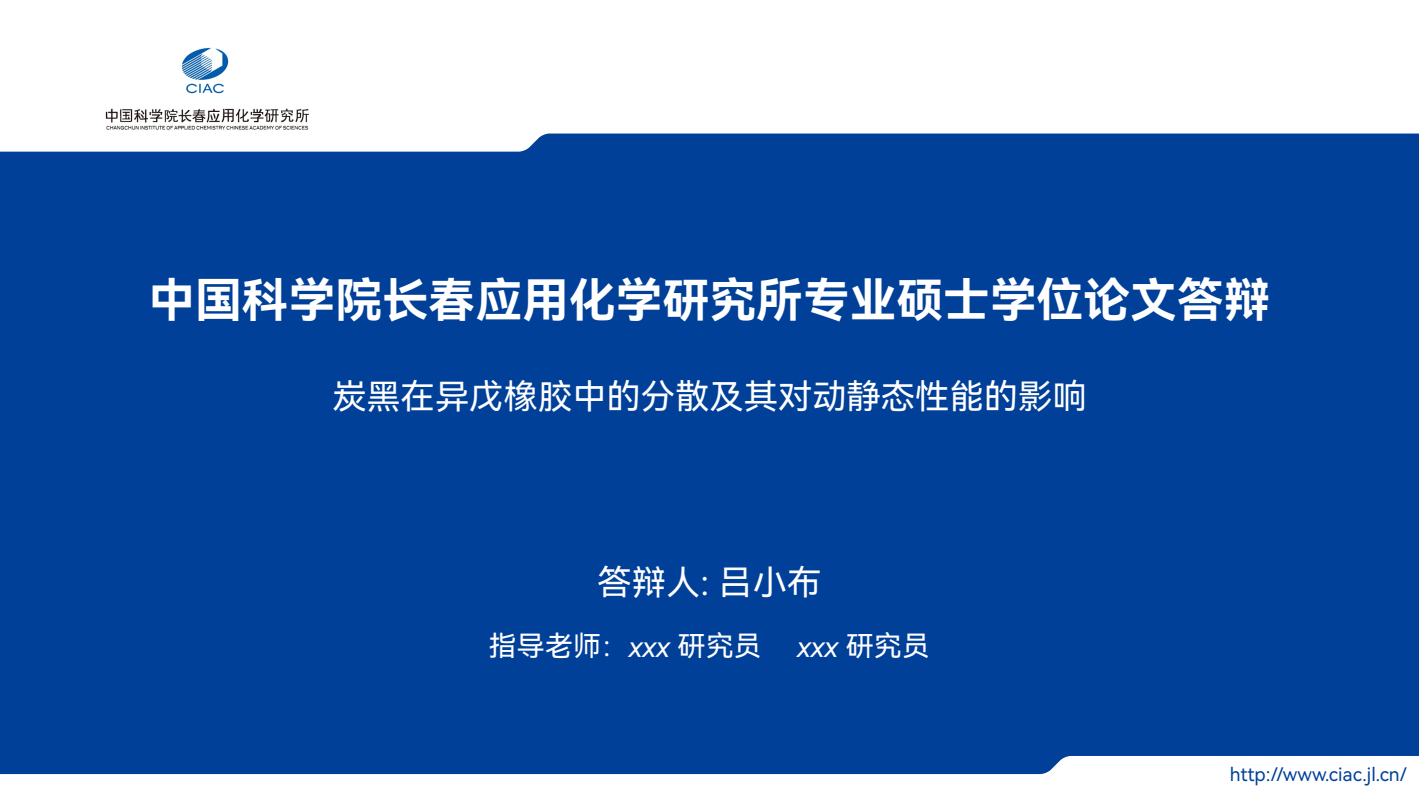 CIAC
中国科学院长春应用化学研究所
CHANGCHUN INSTITUTE OF APPLIED CHEMISTRY CHINESE ACADEMY OF SCIENCES
中国科学院长春应用化学研究所专业硕士学位论文答辩
炭黑在异戊橡胶中的分散及其对动静态性能的影响
答辩人: 吕小布
指导老师：xxx 研究员 xxx 研究员
http://www.ciac.jl.cn/